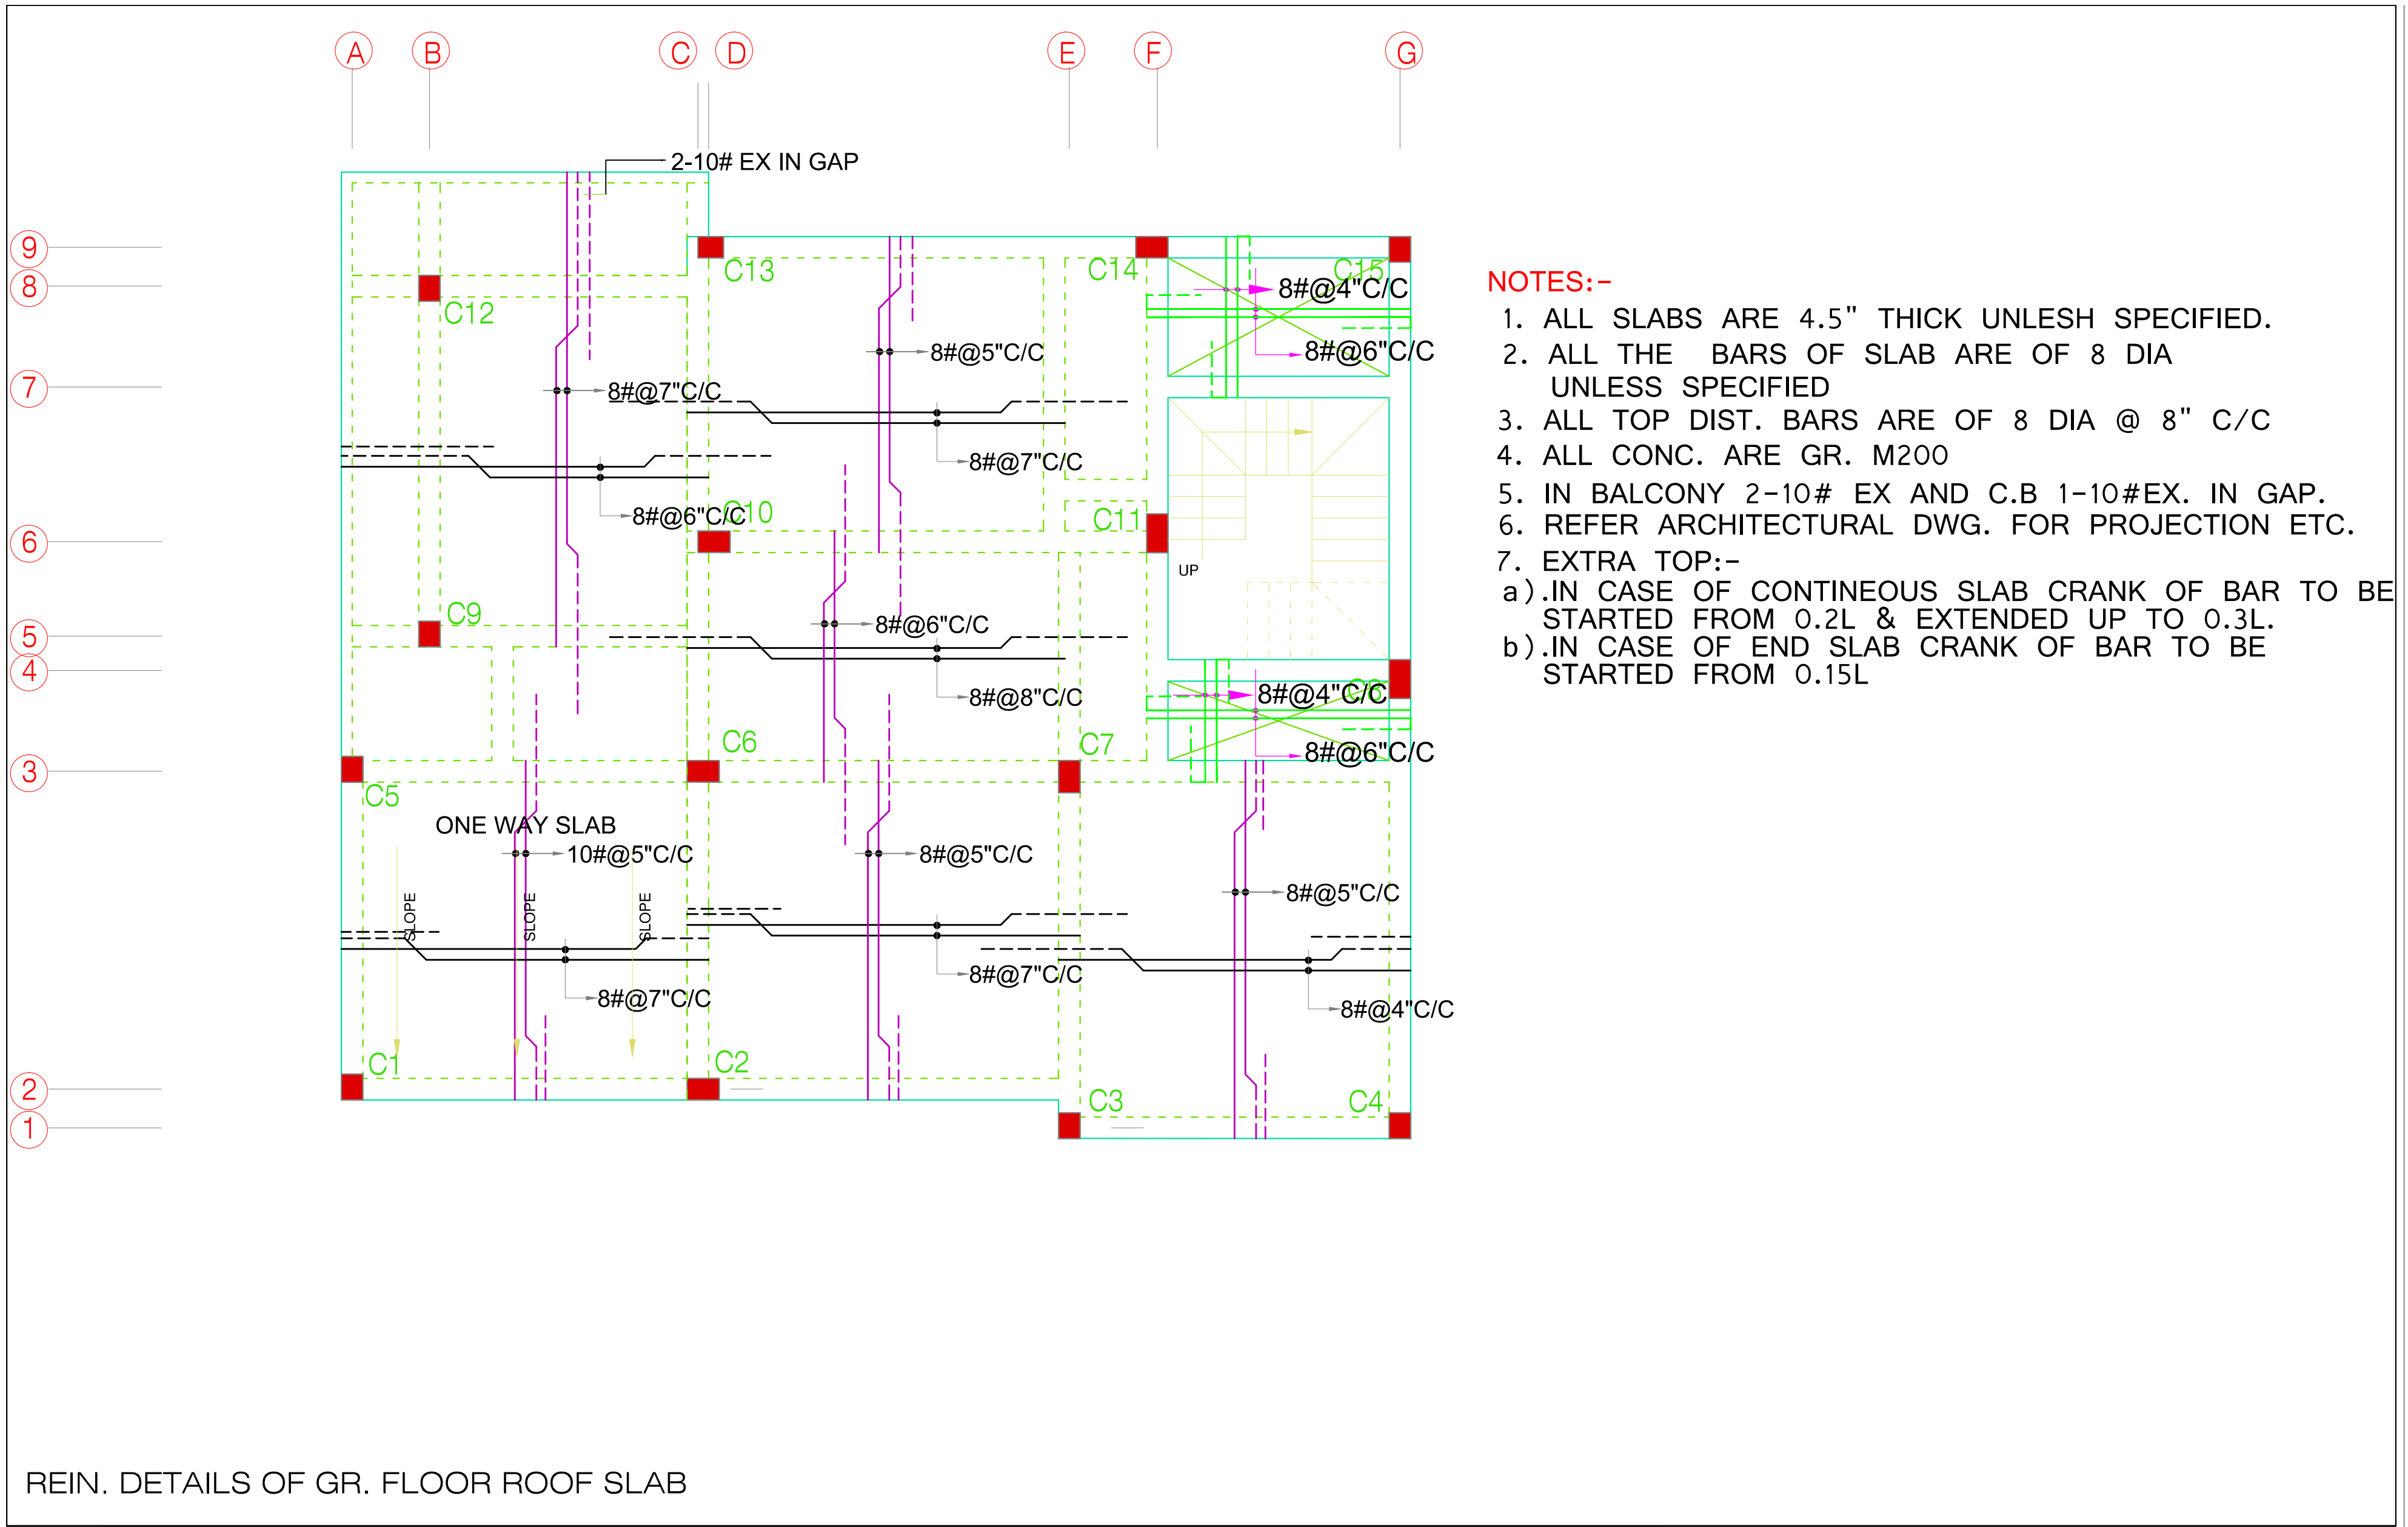 A B C D E F G
2-10# EX IN GAP
9
C13
C14
C15
8
8#@4"C/C
C12
8#@5"C/C
8#@6"C/C
7
8#@7"C/C
8#@7"C/C
8#@6"C/C
C10
C11
6
UP
C9
8#@6"C/C
5
4
8#@8"C/C
8#@4"C/C
C8
C6
C7
8#@6"C/C
3
C5
ONE WAY SLAB
10#@5"C/C
8#@5"C/C
8#@5"C/C
SLOPE
SLOPE
SLOPE
8#@7"C/C
8#@7"C/C
8#@4"C/C
C1
C2
2
C3
C4
1
NOTES:-
1. ALL SLABS ARE 4.5" THICK UNLESH SPECIFIED.
2. ALL THE BARS OF SLAB ARE OF 8 DIA
UNLESS SPECIFIED
3. ALL TOP DIST. BARS ARE OF 8 DIA @ 8" C/C
4. ALL CONC. ARE GR. M200
5. IN BALCONY 2-10# EX AND C.B 1-10#EX. IN GAP.
6. REFER ARCHITECTURAL DWG. FOR PROJECTION ETC.
7. EXTRA TOP:-
a).IN CASE OF CONTINEOUS SLAB CRANK OF BAR TO BE
STARTED FROM 0.2L & EXTENDED UP TO 0.3L.
b).IN CASE OF END SLAB CRANK OF BAR TO BE
STARTED FROM 0.15L
REIN. DETAILS OF GR. FLOOR ROOF SLAB